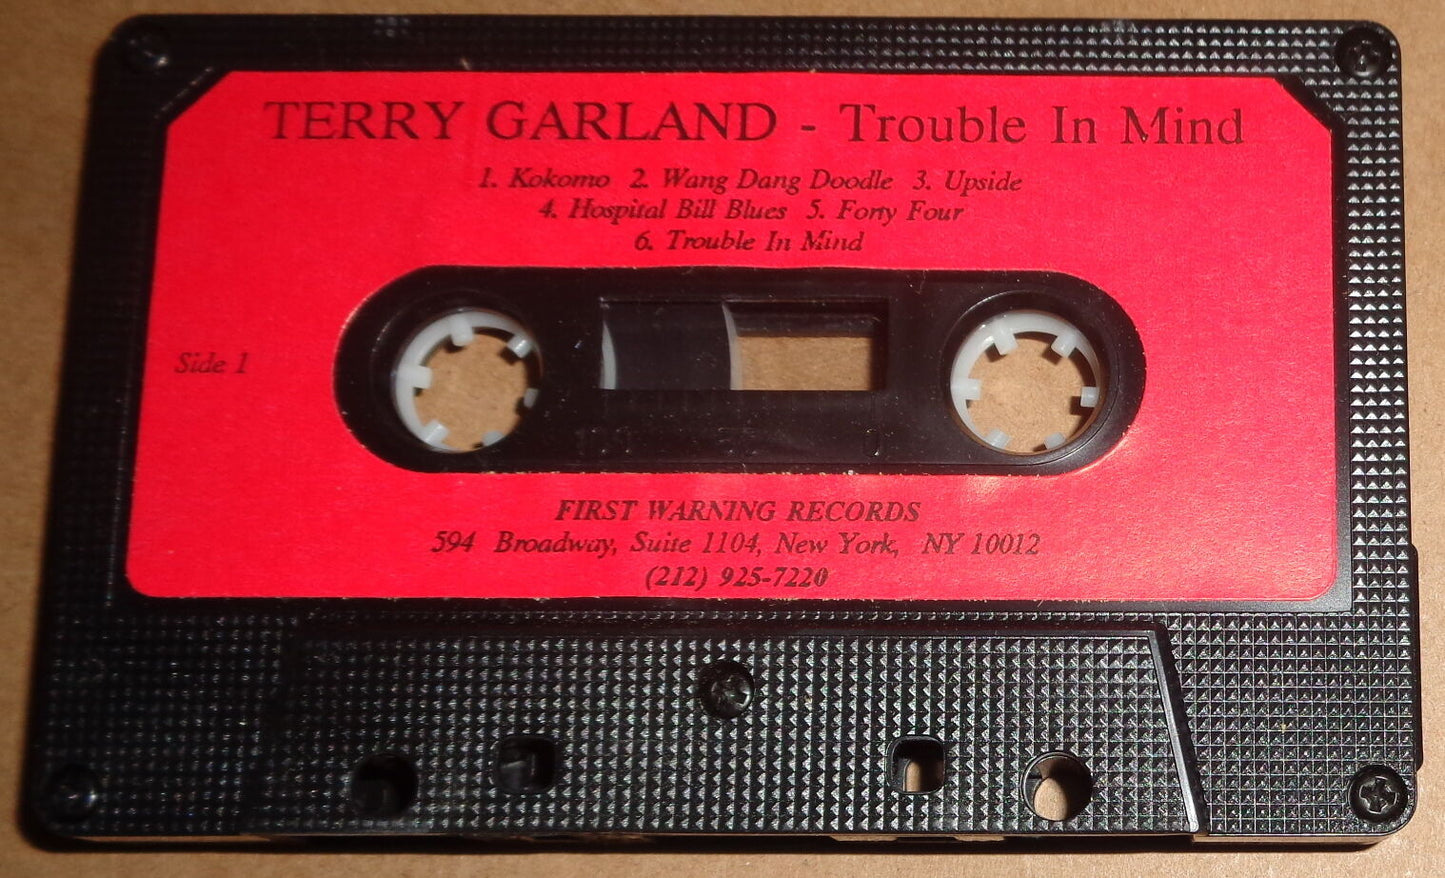 TERRY GARLAND - Trouble In Mind
1. Kokomo 2. Wang Dang Doodle 3. Upside
4. Hospital Bill Blues 5. Forty Four
6. Trouble In Mind
Side 1
FIRST WARNING RECORDS
594 Broadway, Suite 1104, New York, NY 10012
(212) 925-7220